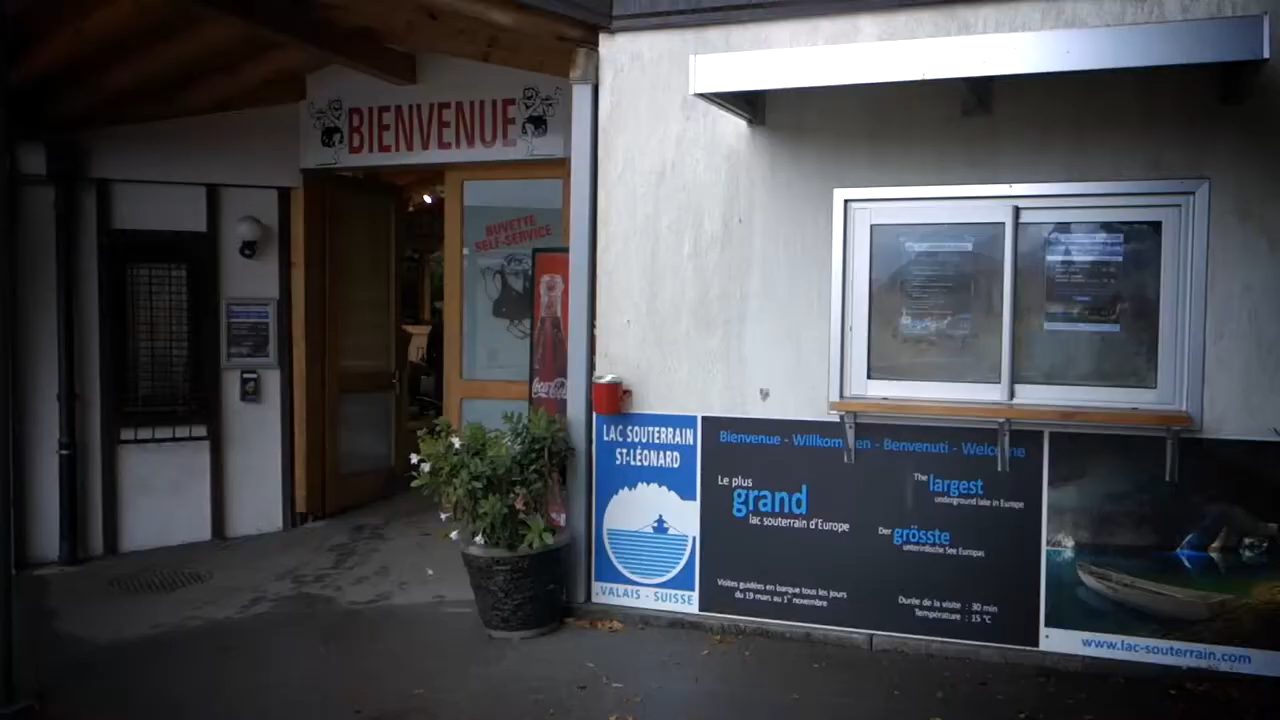 BIENVENUE
BUVETTE
SELF-SERVICE
Coca-Cola
LAC SOUTERRAIN
ST-LÉONARD
VALAIS - SUISSE
Bienvenue - Willkommen - Benvenuti - Welcome
Le plus
grand
lac souterrain d'Europe
The largest
underground lake in Europe
Der grösste
unterirdische See Europas
Visites guidées en barque tous les jours
du 19 mars au 1er novembre
Durée de la visite : 30 min
Température : 15 °C
www.lac-souterrain.com